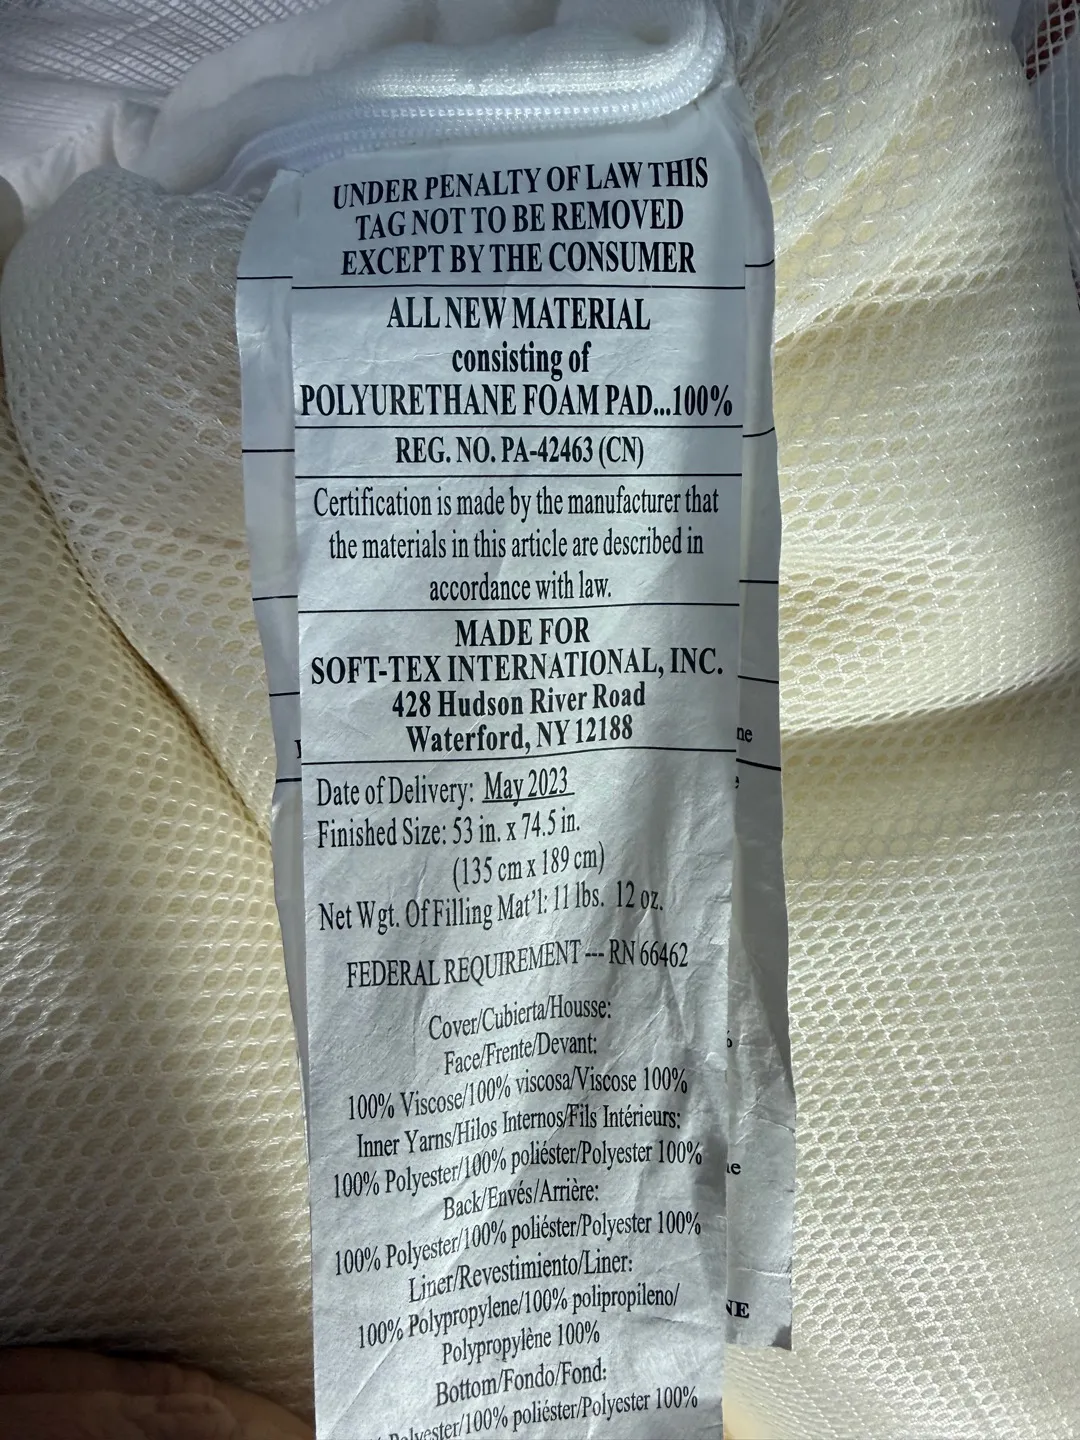 UNDER PENALTY OF LAW THIS
TAG NOT TO BE REMOVED
EXCEPT BY THE CONSUMER
ALL NEW MATERIAL
consisting of
POLYURETHANE FOAM PAD...100%
REG. NO. PA-42463 (CN)
Certification is made by the manufacturer that
the materials in this article are described in
accordance with law.
MADE FOR
SOFT-TEX INTERNATIONAL, INC.
428 Hudson River Road
Waterford, NY 12188
Date of Delivery: May 2023
Finished Size: 53 in. x 74.5 in.
(135 cm x 189 cm)
Net Wgt. Of Filling Mat'l: 11 lbs. 12 oz.
FEDERAL REQUIREMENT --- RN 66462
Cover/Cubierta/Housse:
Face/Frente/Devant:
100% Viscose/100% viscosa/Viscose 100%
Inner Yarns/Hilos Internos/Fils Intérieurs:
100% Polyester/100% poliéster/Polyester 100%
Back/Envés/Arrière:
100% Polyester/100% poliéster/Polyester 100%
Liner/Revestimiento/Liner:
100% Polypropylene/100% polipropileno/
Polypropylène 100%
Bottom/Fondo/Fond:
% Polyester/100% poliéster/Polyester 100%